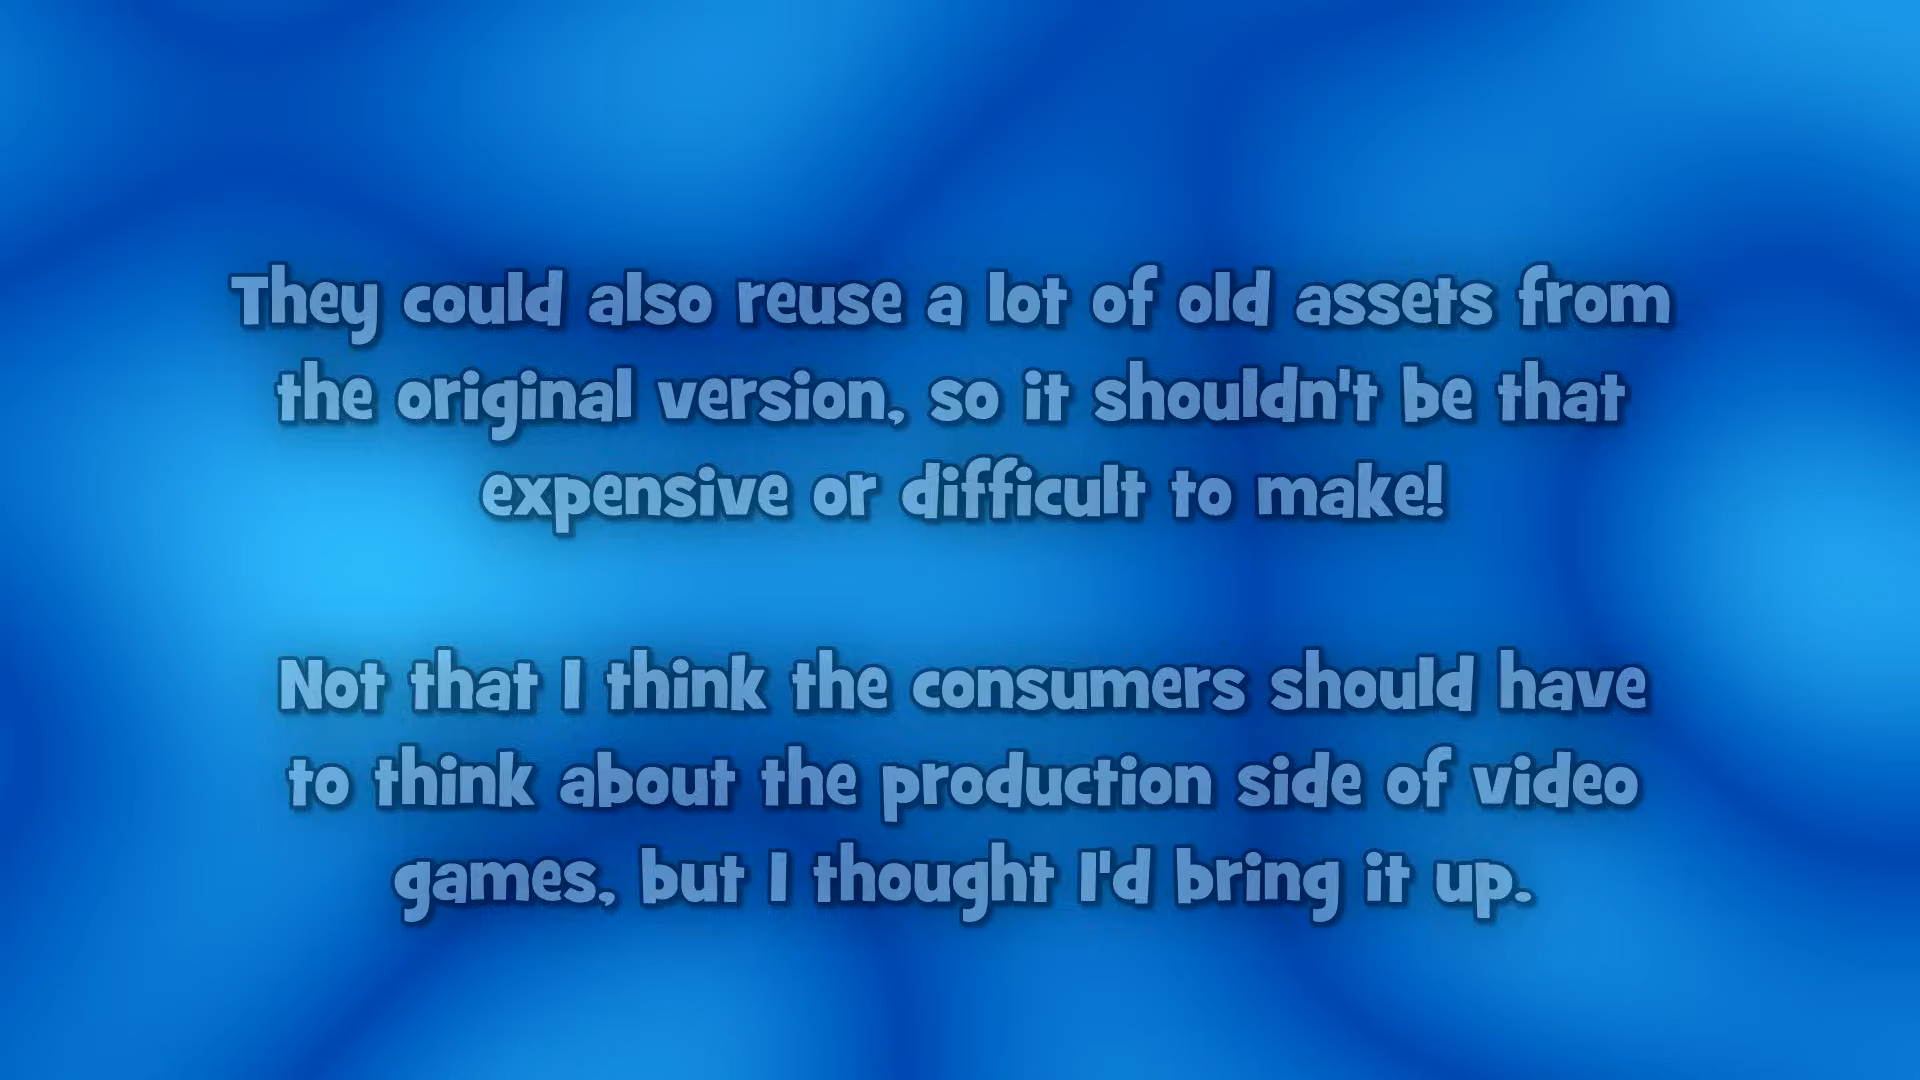 They could also reuse a lot of old assets from
the original version, so it shouldn't be that
expensive or difficult to make!
Not that I think the consumers should have
to think about the production side of video
games, but I thought I'd bring it up.